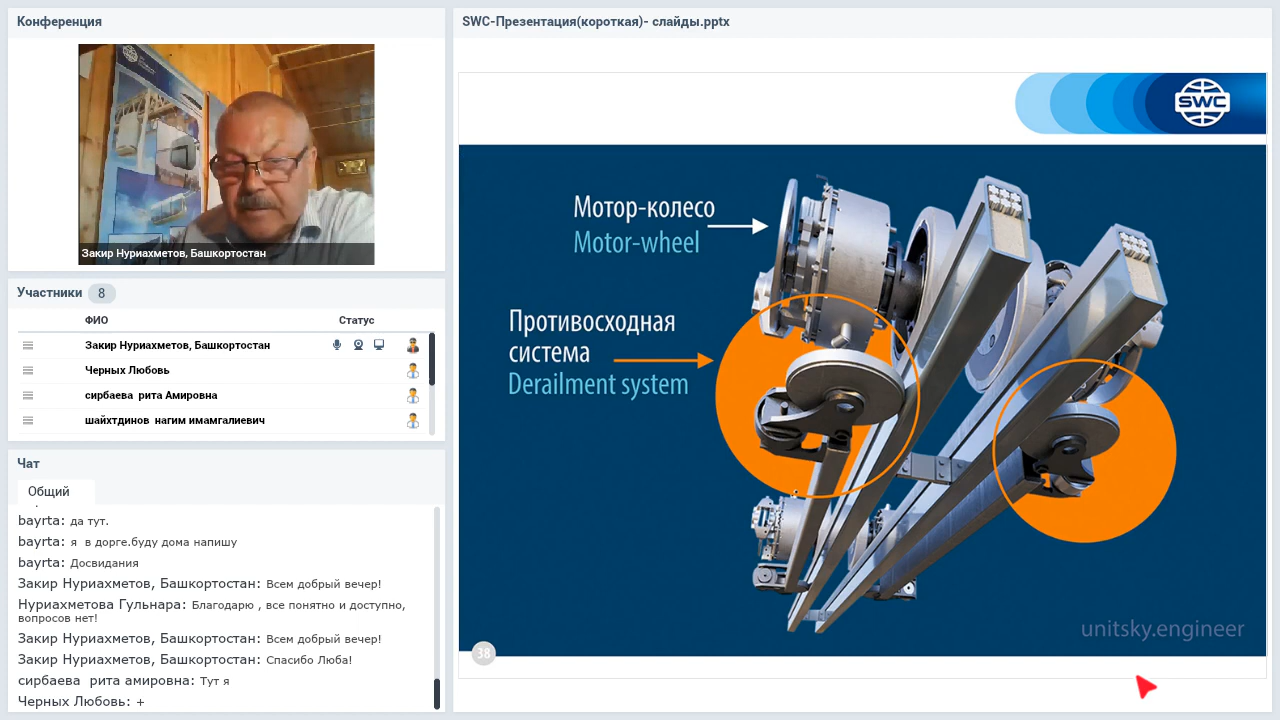 Конференция
Закир Нуриахметов, Башкортостан
Участники 8
ФИО Статус
Закир Нуриахметов, Башкортостан
Черных Любовь
сирбаева рита Амировна
шайхтдинов нагим имамгалиевич
Чат
Общий
bayrta: да тут.
bayrta: я в дорге.буду дома напишу
bayrta: Досвидания
Закир Нуриахметов, Башкортостан: Всем добрый вечер!
Нуриахметова Гульнара: Благодарю , все понятно и доступно,
вопросов нет!
Закир Нуриахметов, Башкортостан: Всем добрый вечер!
Закир Нуриахметов, Башкортостан: Спасибо Люба!
сирбаева рита амировна: Тут я
Черных Любовь: +
SWC-Презентация(короткая)- слайды.pptx
SWC
Мотор-колесо
Motor-wheel
Противосходная
система
Derailment system
unitsky.engineer
38